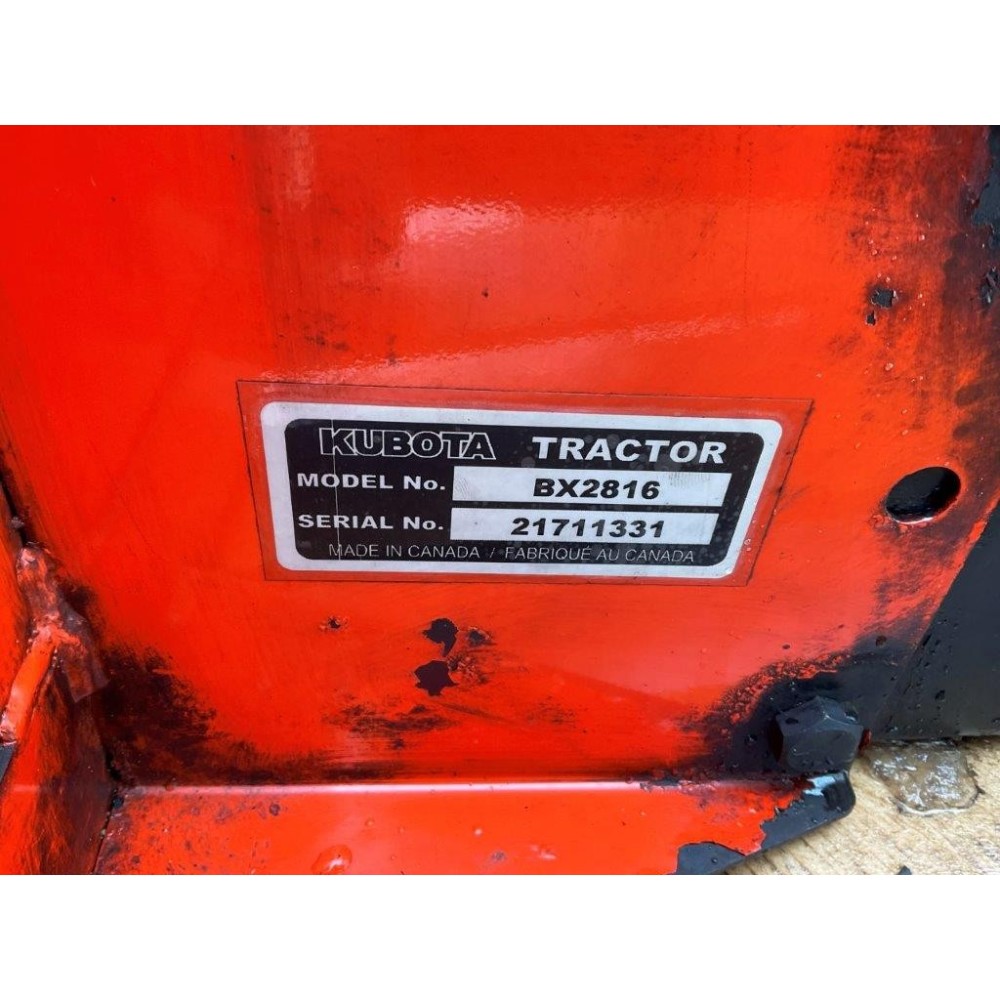 KUBOTA TRACTOR
MODEL No. BX2816
SERIAL No. 21711331
MADE IN CANADA / FABRIQUÉ AU CANADA